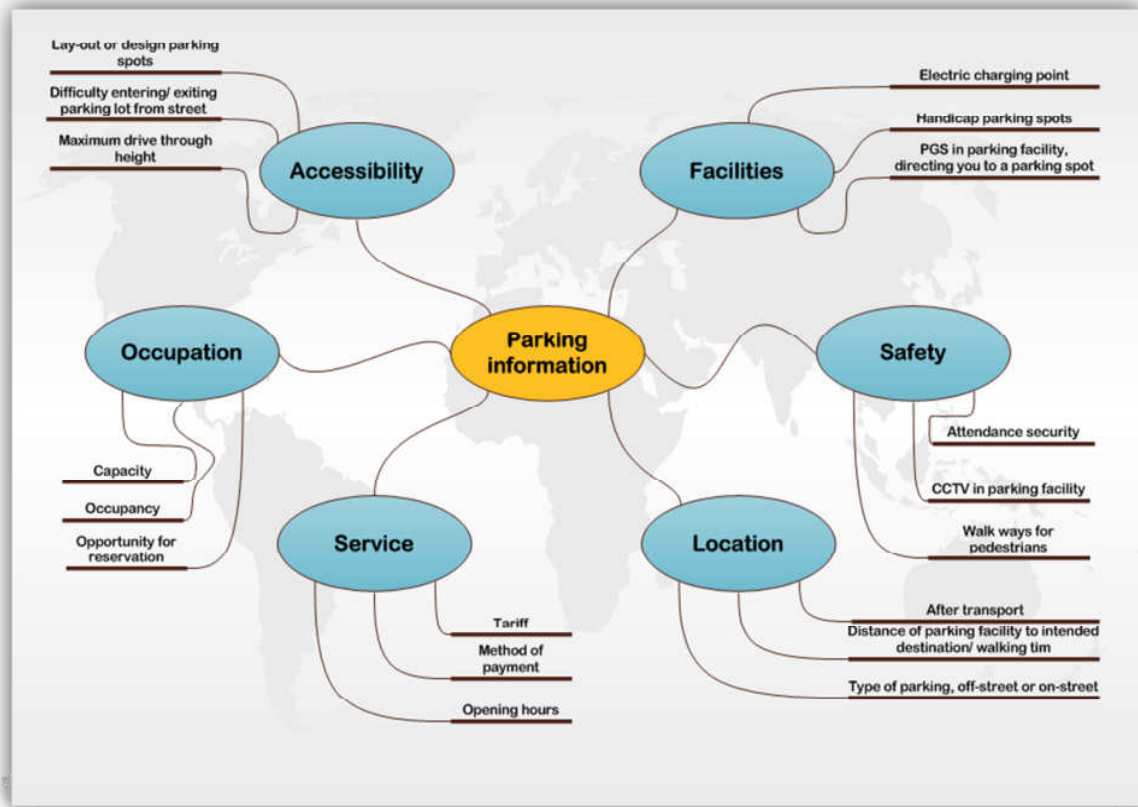 Lay-out or design parking
spots
Difficulty entering/ exiting
parking lot from street
Maximum drive through
height
Accessibility
Electric charging point
Handicap parking spots
PGS in parking facility,
directing you to a parking spot
Facilities
Parking
information
Occupation
Capacity
Occupancy
Opportunity for
reservation
Safety
Attendance security
CCTV in parking facility
Walk ways for
pedestrians
Service
Tariff
Method of
payment
Opening hours
Location
After transport
Distance of parking facility to intended
destination/ walking tim
Type of parking, off-street or on-street